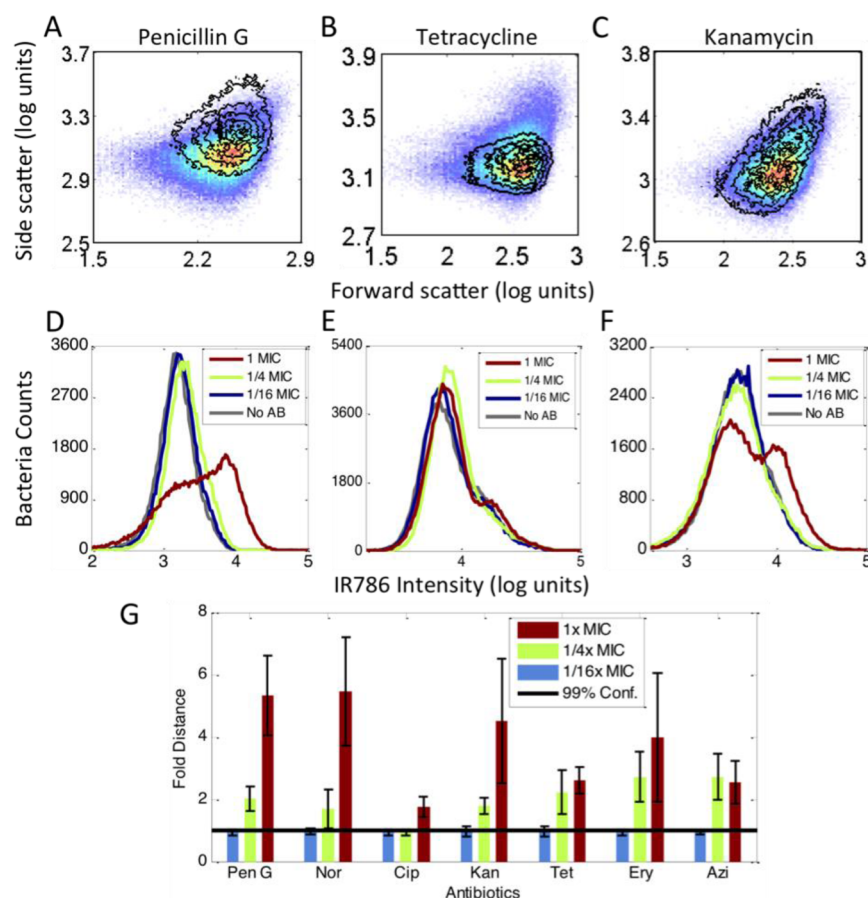 A Penicillin G
B Tetracycline
C Kanamycin
Side scatter (log units)
3.7
3.3
2.9
2.5
1.5 2.2 2.9
3.9
3.5
3.1
2.7
1.5 2 2.5 3
3.8
3.4
3
2.6
1.5 2 2.5 3
Forward scatter (log units)
D
E
F
Bacteria Counts
3600
2700
1800
900
0
2 3 4 5
1 MIC
1/4 MIC
1/16 MIC
No AB
5400
3600
1800
0
4 5
1 MIC
1/4 MIC
1/16 MIC
No AB
3200
2400
1600
800
0
3 4 5
1 MIC
1/4 MIC
1/16 MIC
No AB
IR786 Intensity (log units)
G
Fold Distance
8
6
4
2
0
1x MIC
1/4x MIC
1/16x MIC
99% Conf.
Pen G Nor Cip Kan Tet Ery Azi
Antibiotics